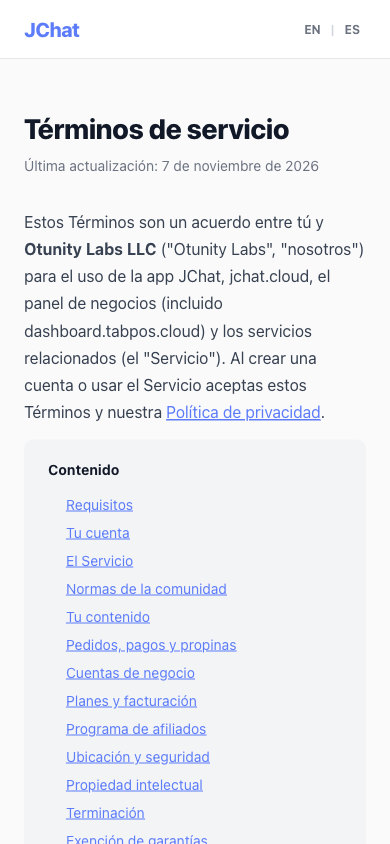 JChat
EN | ES
Términos de servicio
Última actualización: 7 de noviembre de 2026
Estos Términos son un acuerdo entre tú y
Otunity Labs LLC ("Otunity Labs", "nosotros")
para el uso de la app JChat, jchat.cloud, el
panel de negocios (incluido
dashboard.tabpos.cloud) y los servicios
relacionados (el "Servicio"). Al crear una
cuenta o usar el Servicio aceptas estos
Términos y nuestra Política de privacidad.
Contenido
Requisitos
Tu cuenta
El Servicio
Normas de la comunidad
Tu contenido
Pedidos, pagos y propinas
Cuentas de negocio
Planes y facturación
Programa de afiliados
Ubicación y seguridad
Propiedad intelectual
Terminación
Exención de garantías